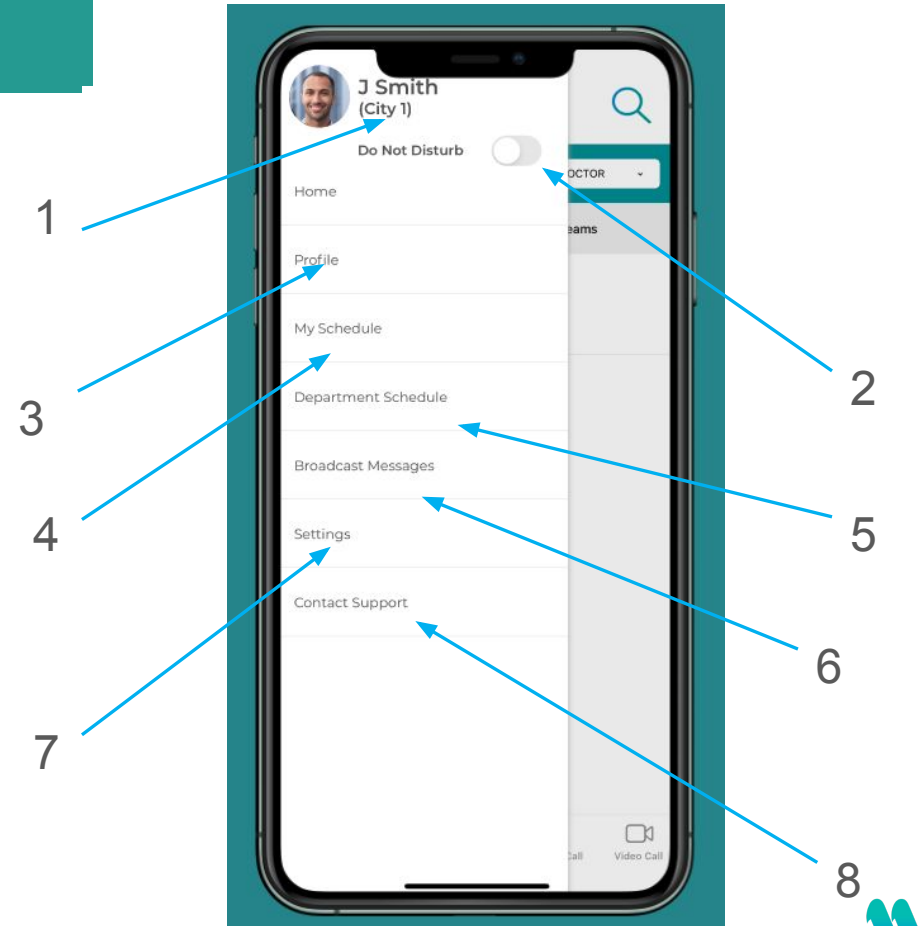 J Smith
(City 1)
Do Not Disturb
OCTOR
1
Home
eams
Profile
My Schedule
2
3
Department Schedule
Broadcast Messages
4
Settings
5
Contact Support
6
7
Call
Video Call
8